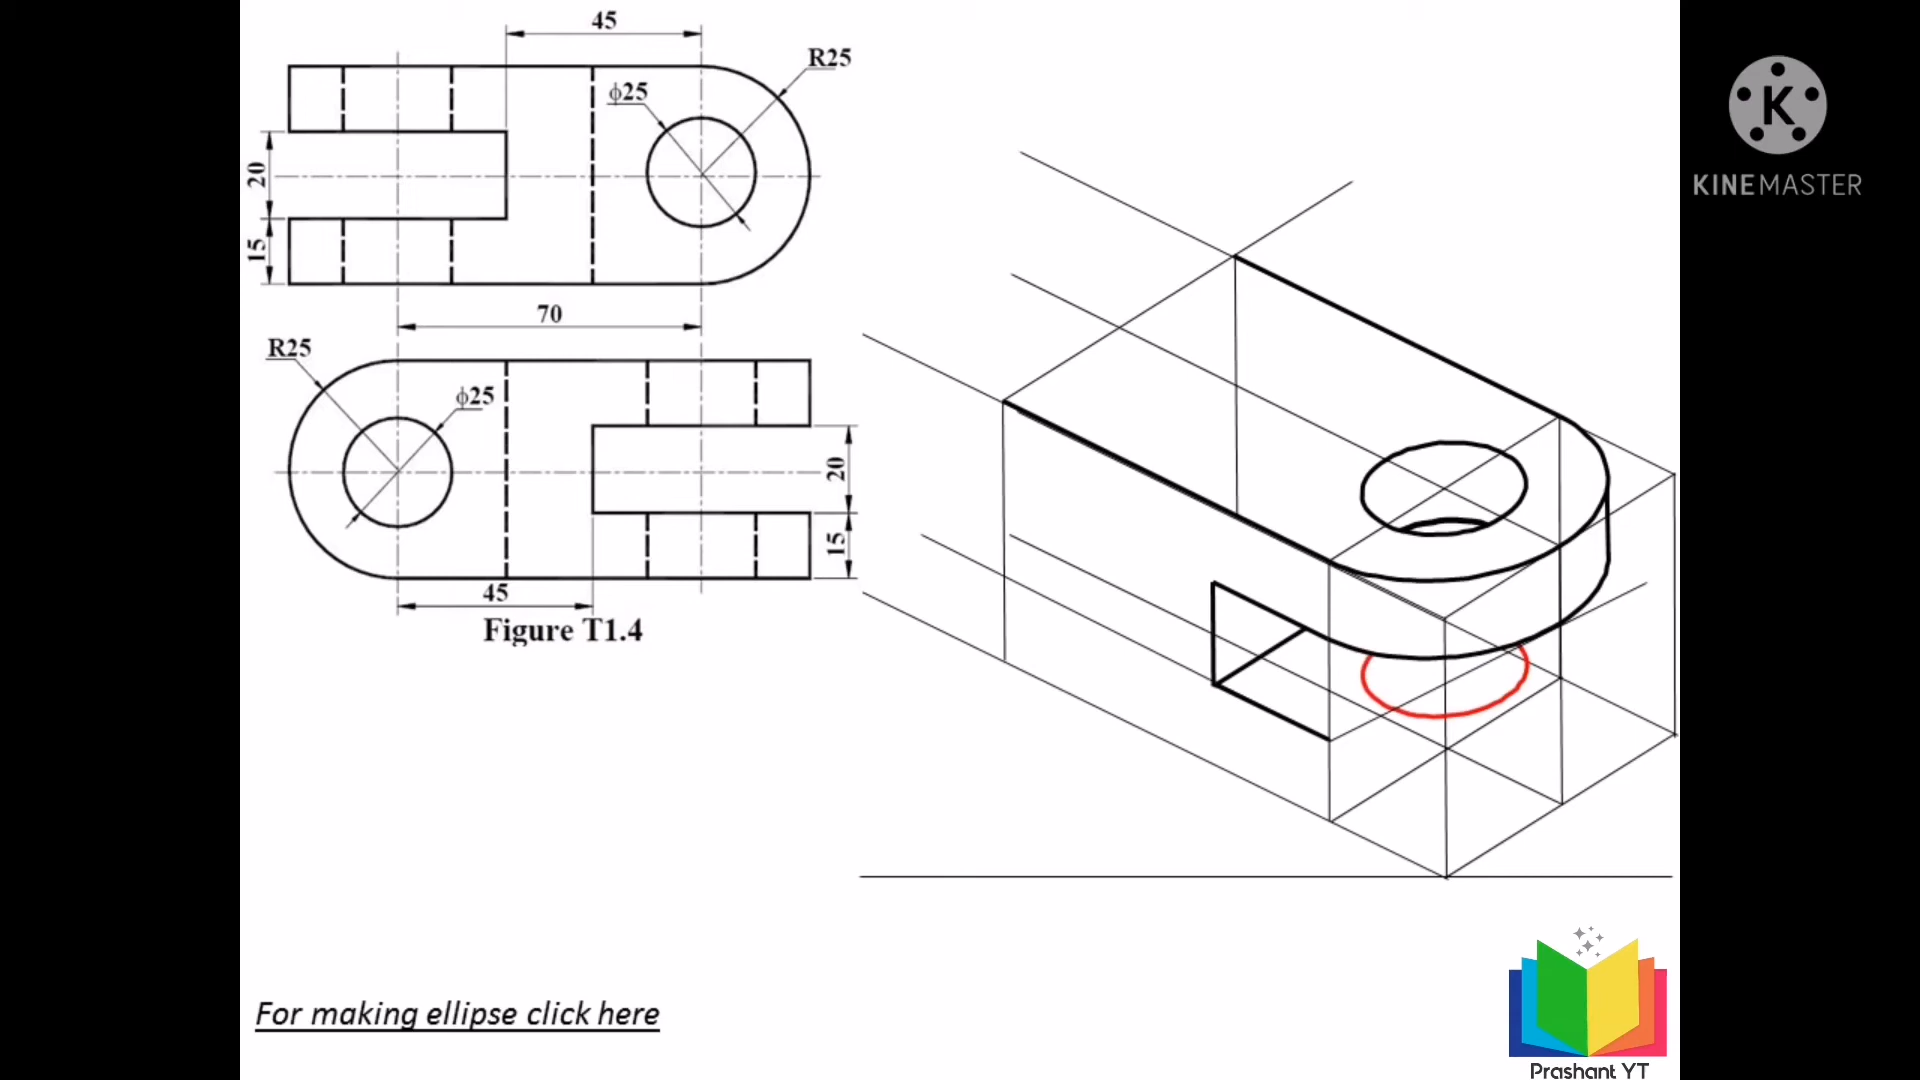 45
R25
ϕ25
20
15
70
R25
ϕ25
20
15
45
Figure T1.4
K
KINEMASTER
For making ellipse click here
Prashant YT